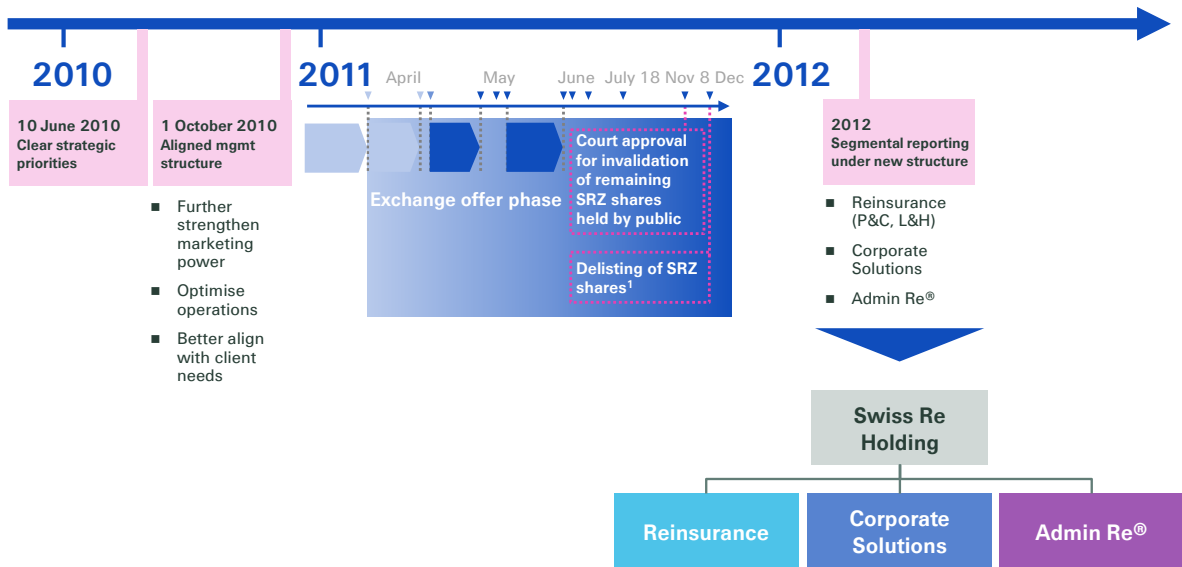 2010
2011
2012
April
May
June
July
18 Nov
8 Dec
10 June 2010
Clear strategic
priorities
1 October 2010
Aligned mgmt
structure
■ Further
strengthen
marketing
power
■ Optimise
operations
■ Better align
with client
needs
Exchange offer phase
Court approval
for invalidation
of remaining
SRZ shares
held by public
Delisting of SRZ
shares¹
2012
Segmental reporting
under new structure
■ Reinsurance
(P&C, L&H)
■ Corporate
Solutions
■ Admin Re®
Swiss Re
Holding
Reinsurance
Corporate
Solutions
Admin Re®